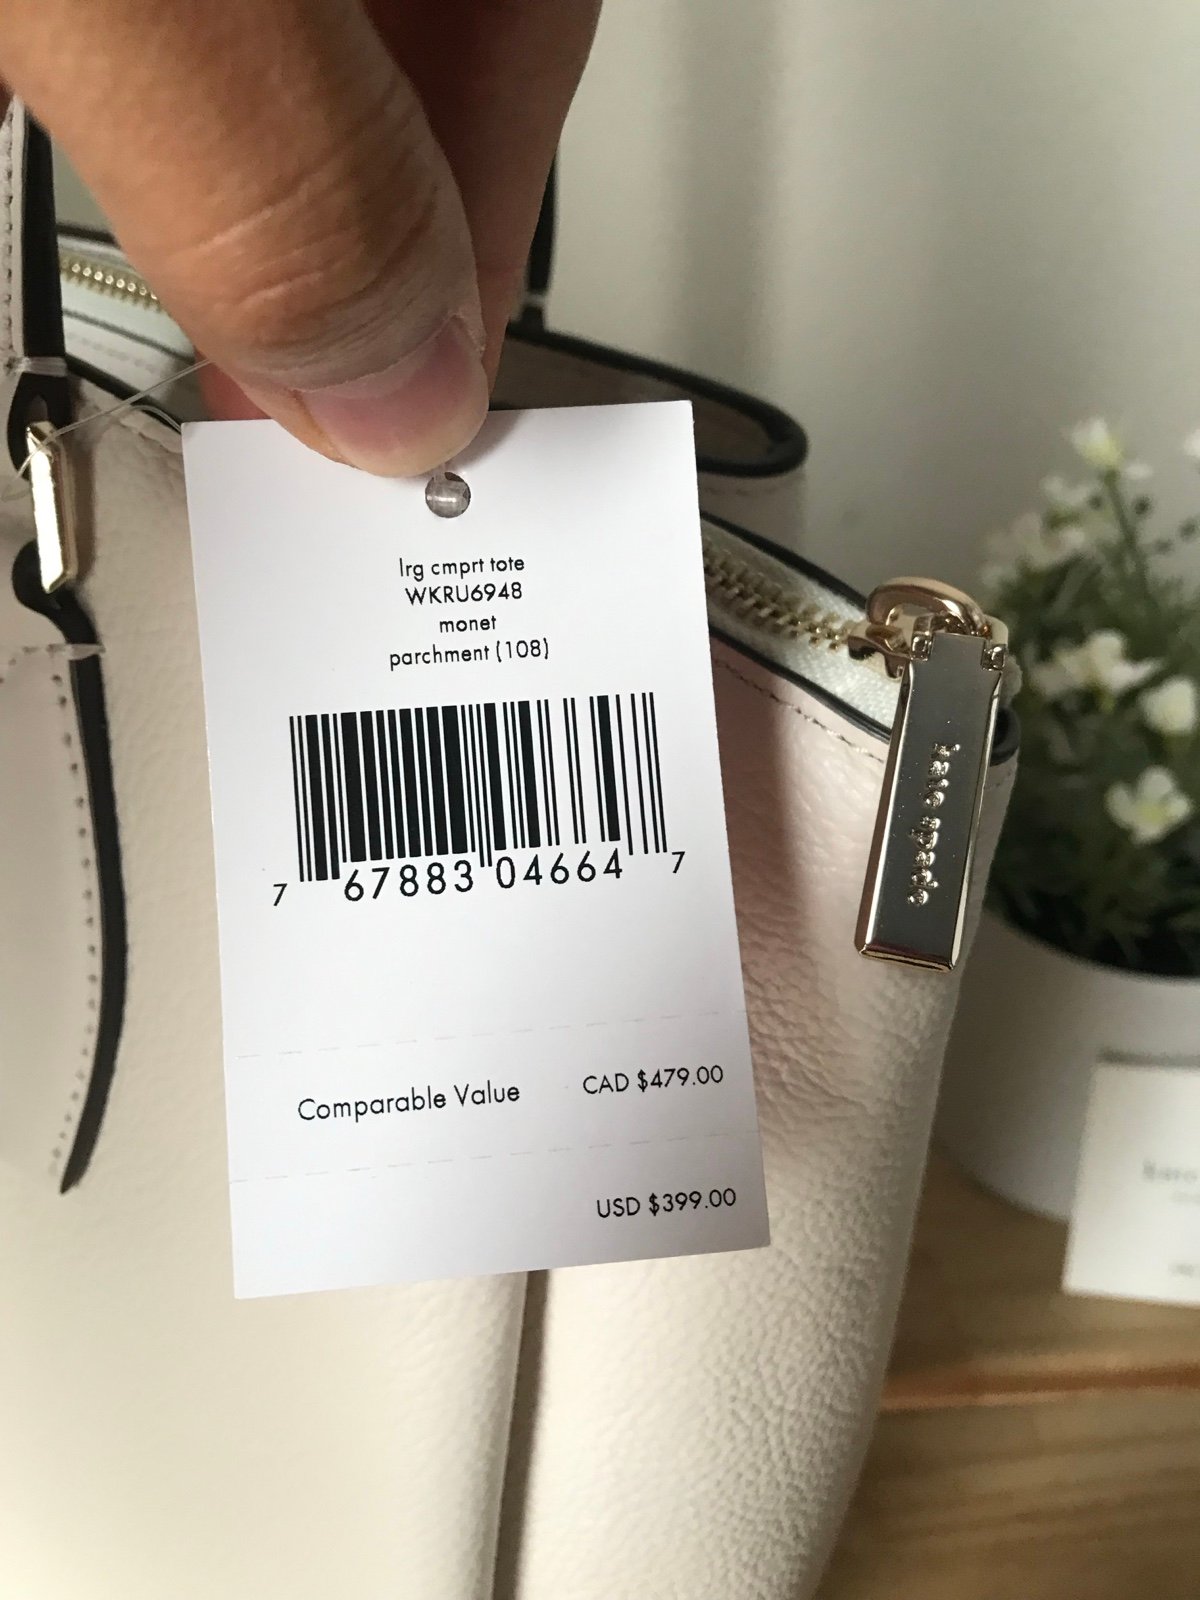 lrg cmprt tote
WKRU6948
monet
parchment (108)
7 67883 04664 7
Comparable Value CAD $479.00
USD $399.00
kate spade